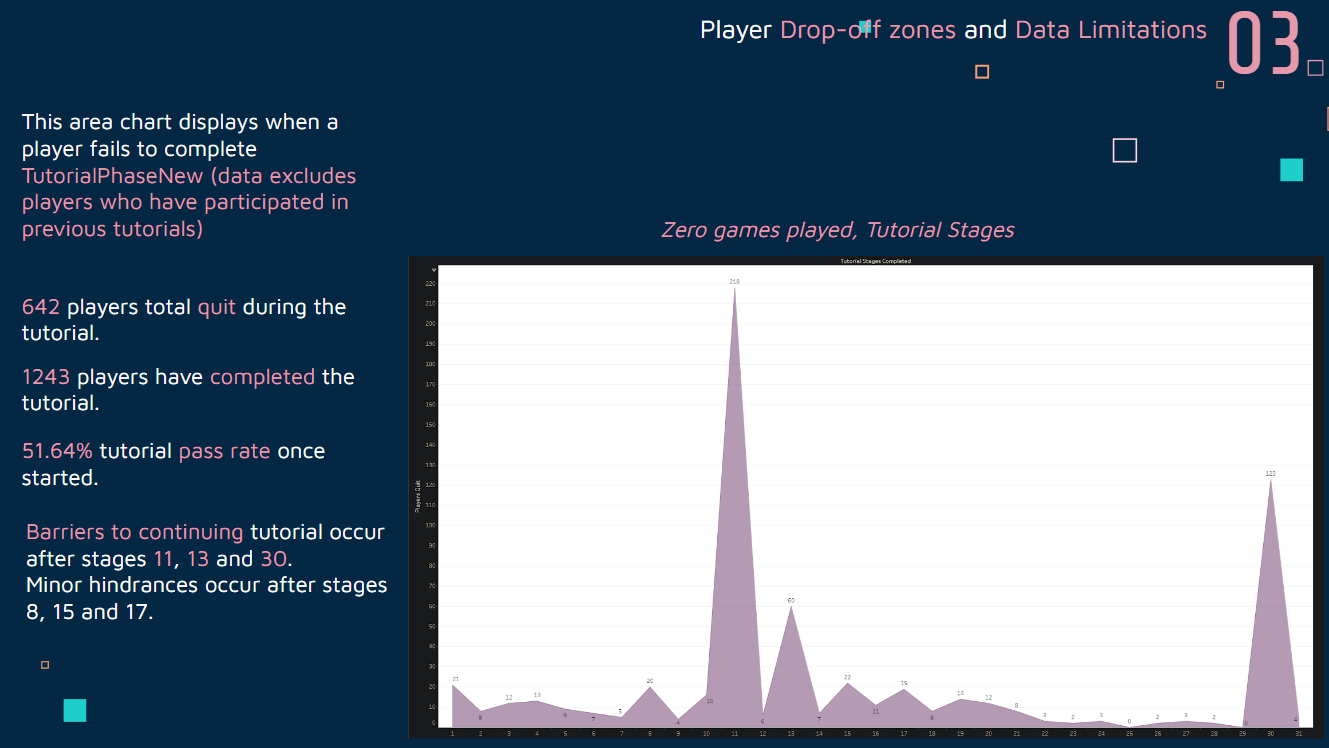 Player Drop-off zones and Data Limitations
03
This area chart displays when a
player fails to complete
TutorialPhaseNew (data excludes
players who have participated in
previous tutorials)
642 players total quit during the
tutorial.
1243 players have completed the
tutorial.
51.64% tutorial pass rate once
started.
Barriers to continuing tutorial occur
after stages 11, 13 and 30.
Minor hindrances occur after stages
8, 15 and 17.
Zero games played, Tutorial Stages
Tutorial Stages Completed
Players Quit
220
210
200
190
180
170
160
150
140
130
120
110
100
90
80
70
60
50
40
30
20
10
0
21
8
12
13
9
7
5
20
4
16
218
6
60
7
22
11
19
8
14
12
8
3
2
3
0
2
3
2
0
123
4
1 2 3 4 5 6 7 8 9 10 11 12 13 14 15 16 17 18 19 20 21 22 23 24 25 26 27 28 29 30 31